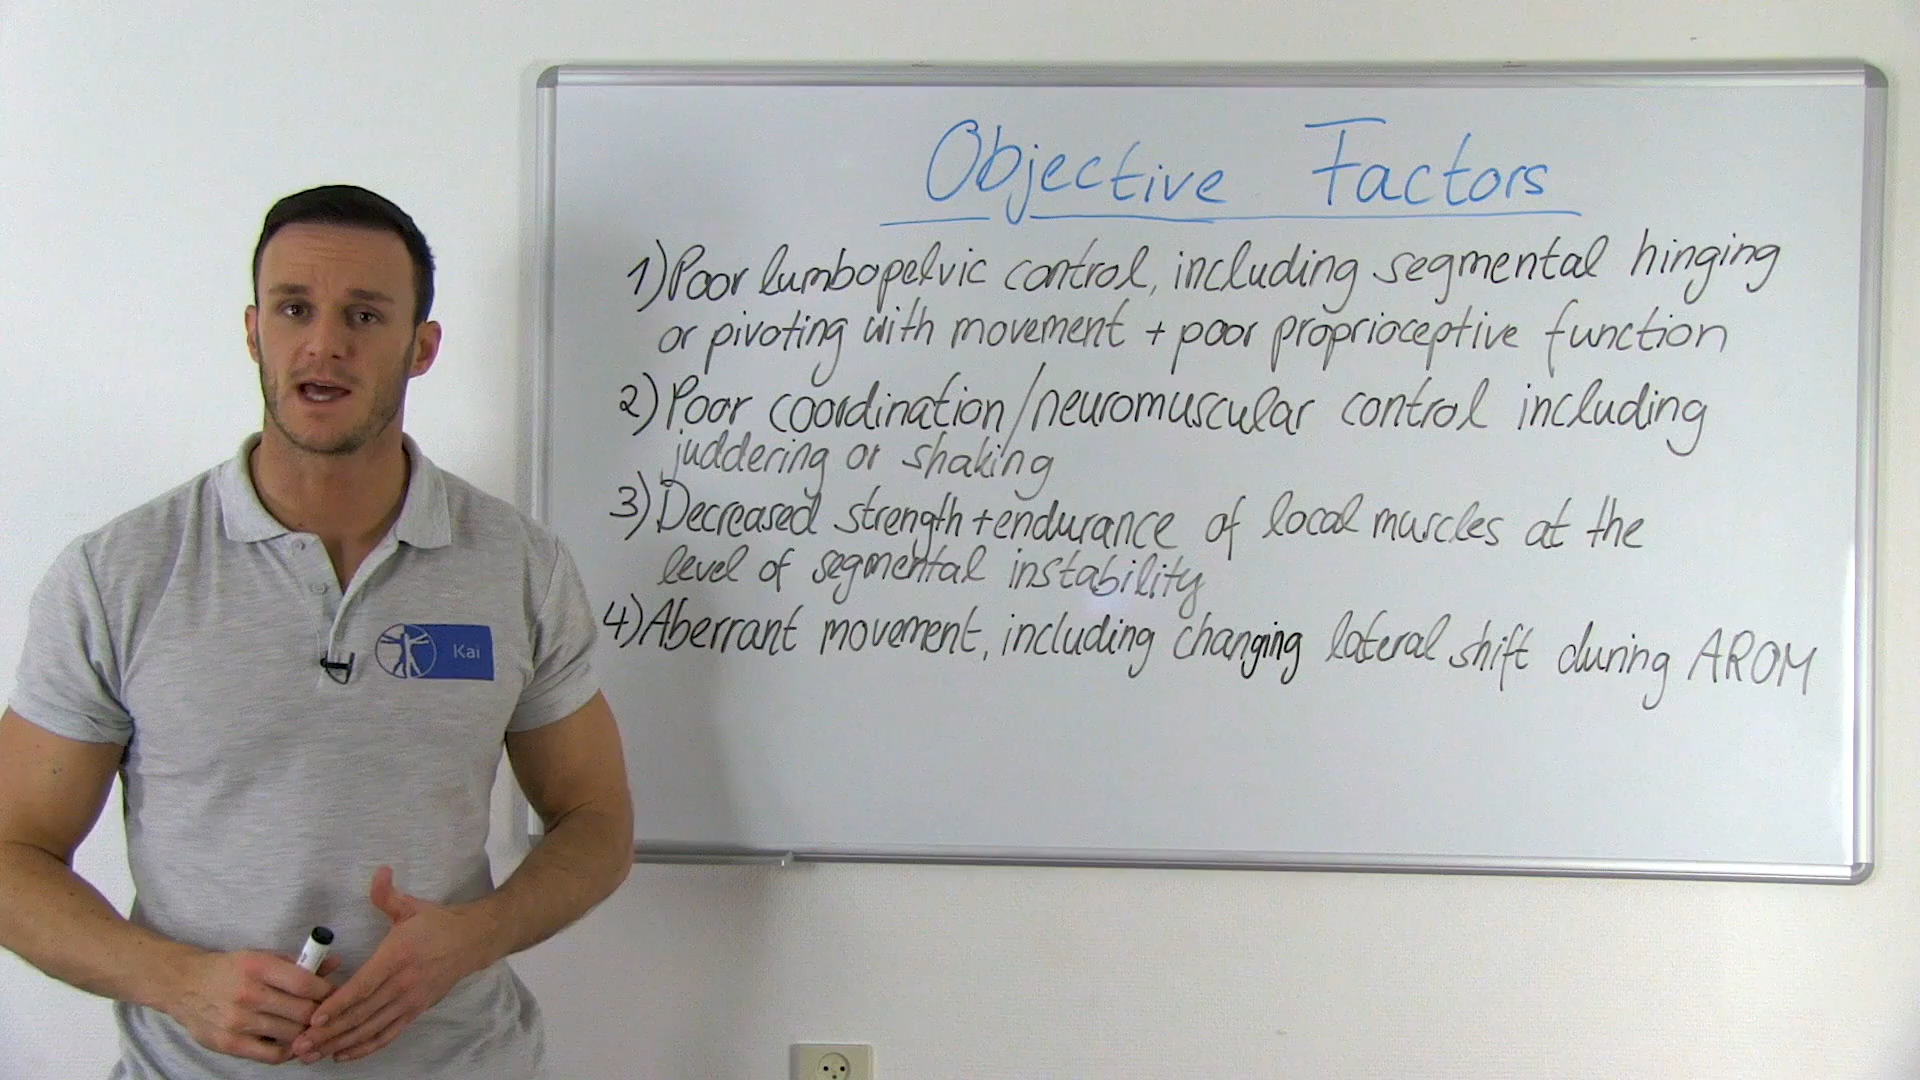 Objective Factors
1) Poor lumbopelvic control, including segmental hinging
or pivoting with movement + poor proprioceptive function
2) Poor coordination/neuromuscular control including
juddering or shaking
3) Decreased strength + endurance of local muscles at the
level of segmental instability
4) Aberrant movement, including changing lateral shift during AROM
Kai